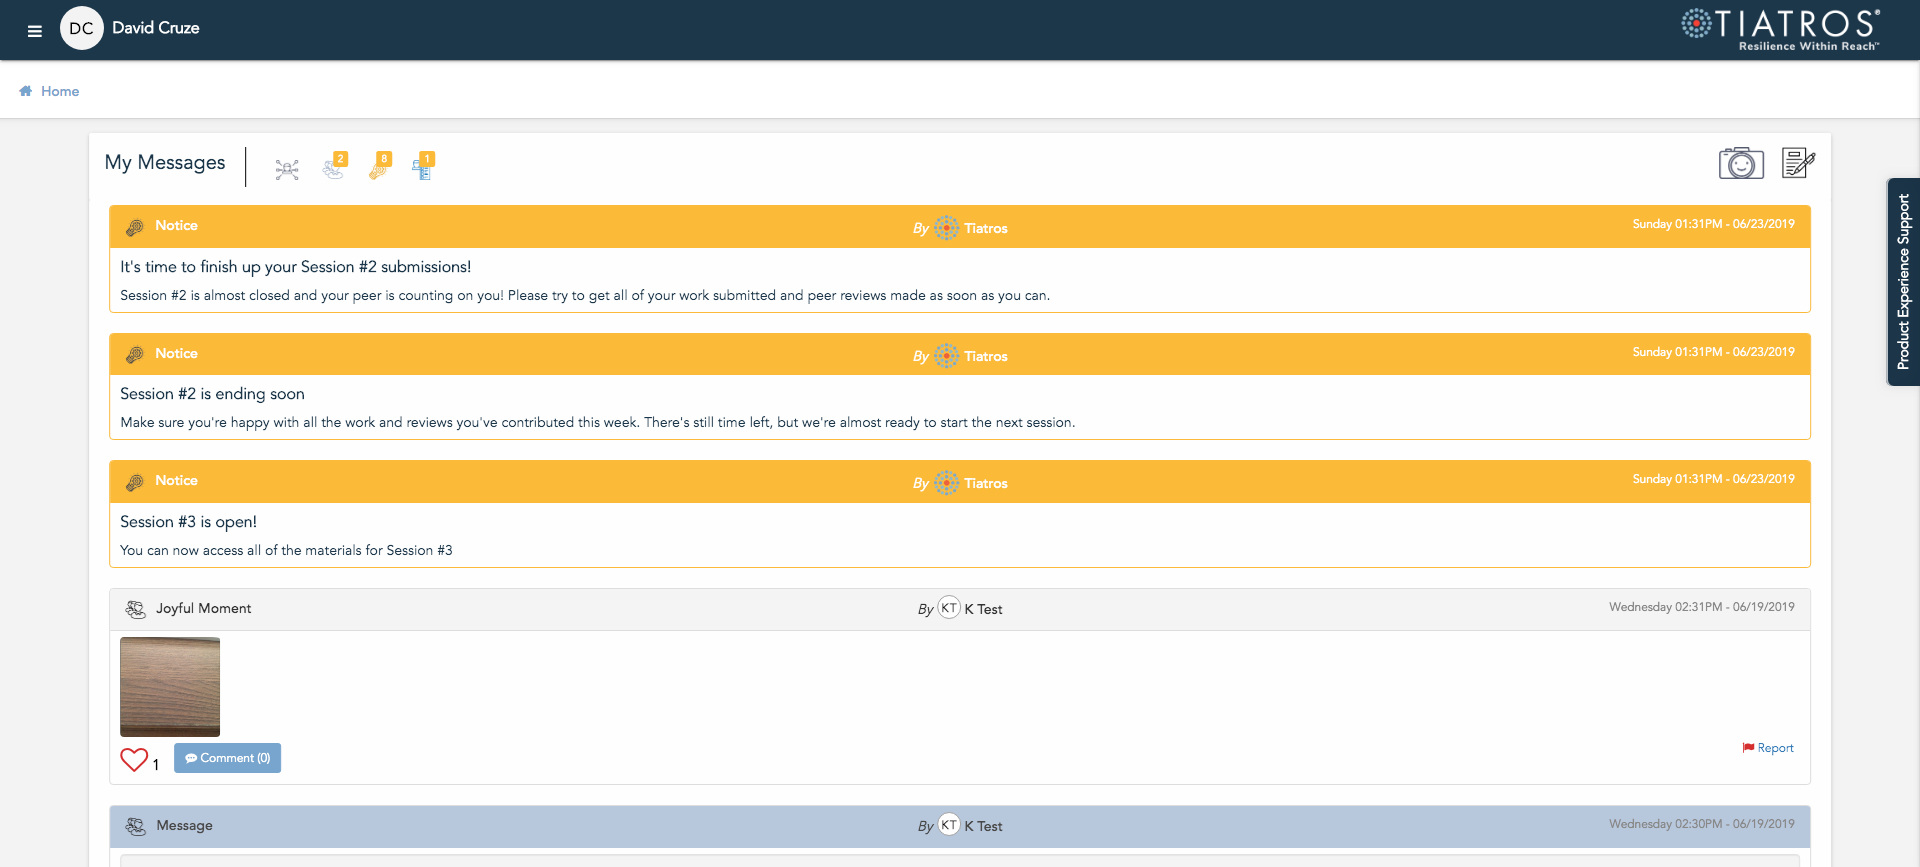 DC David Cruze
TIATROS®
Resilience Within Reach™
Home
My Messages
2
8
1
Product Experience Support
Notice By Tiatros Sunday 01:31PM - 06/23/2019
It's time to finish up your Session #2 submissions!
Session #2 is almost closed and your peer is counting on you! Please try to get all of your work submitted and peer reviews made as soon as you can.
Notice By Tiatros Sunday 01:31PM - 06/23/2019
Session #2 is ending soon
Make sure you're happy with all the work and reviews you've contributed this week. There's still time left, but we're almost ready to start the next session.
Notice By Tiatros Sunday 01:31PM - 06/23/2019
Session #3 is open!
You can now access all of the materials for Session #3
Joyful Moment By KT K Test Wednesday 02:31PM - 06/19/2019
1 Comment (0) Report
Message By KT K Test Wednesday 02:30PM - 06/19/2019